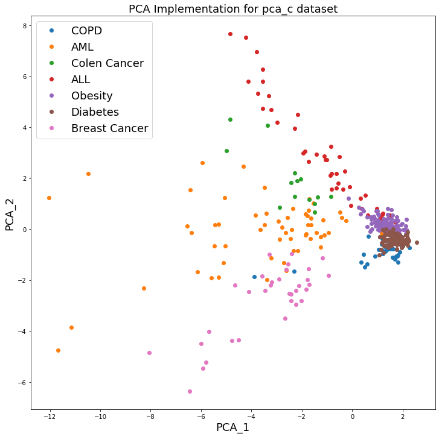 PCA Implementation for pca_c dataset
COPD
AML
Colen Cancer
ALL
Obesity
Diabetes
Breast Cancer
8
6
4
2
0
−2
−4
−6
PCA_2
−12
−10
−8
−6
−4
−2
0
2
PCA_1